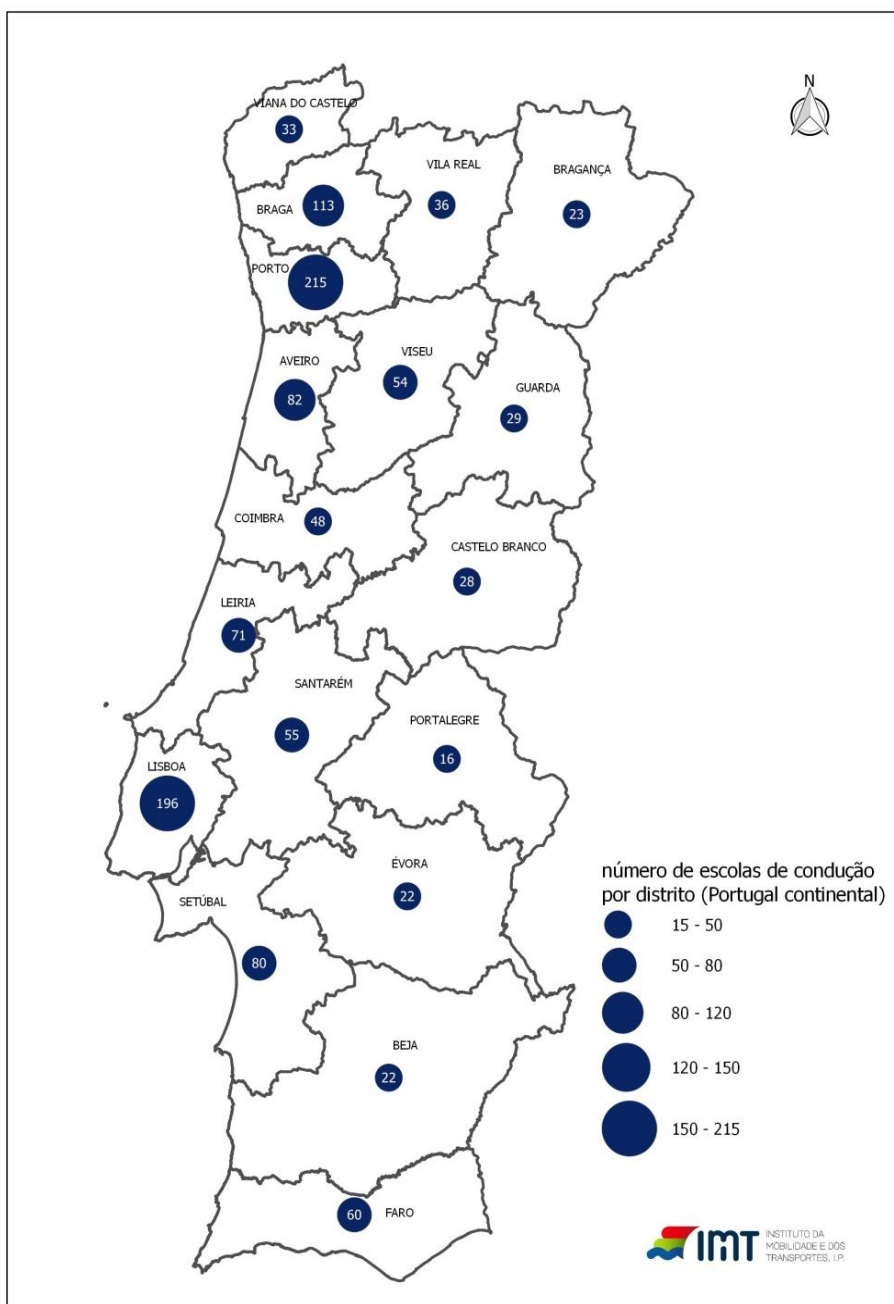 N
VIANA DO CASTELO
33
VILA REAL
36
BRAGANÇA
23
BRAGA
113
PORTO
215
AVEIRO
82
VISEU
54
GUARDA
29
COIMBRA
48
CASTELO BRANCO
28
LEIRIA
71
SANTARÉM
55
PORTALEGRE
16
LISBOA
196
ÉVORA
22
SETÚBAL
80
BEJA
22
FARO
60
número de escolas de condução
por distrito (Portugal continental)
15 - 50
50 - 80
80 - 120
120 - 150
150 - 215
IMT
INSTITUTO DA
MOBILIDADE E DOS
TRANSPORTES, I.P.